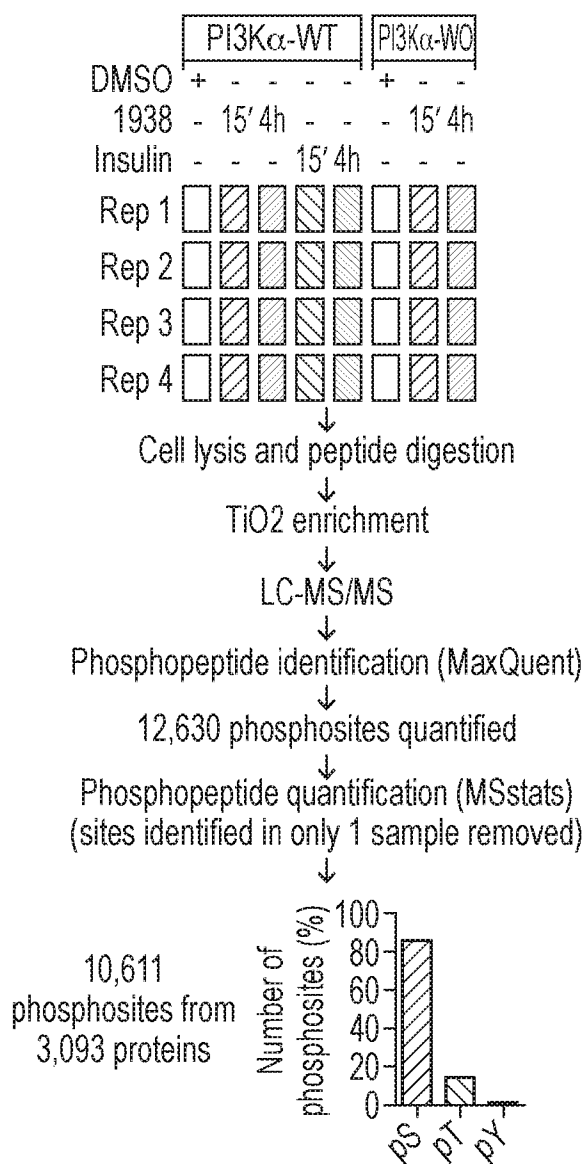 PI3Kα-WT PI3Kα-WO
DMSO + - - - - + - -
1938 - 15' 4h - - - 15' 4h
Insulin - - - 15' 4h - - -
Rep 1
Rep 2
Rep 3
Rep 4
Cell lysis and peptide digestion
TiO2 enrichment
LC-MS/MS
Phosphopeptide identification (MaxQuent)
12,630 phosphosites quantified
Phosphopeptide quantification (MSstats)
(sites identified in only 1 sample removed)
10,611
phosphosites from
3,093 proteins
Number of
phosphosites (%)
100
80
60
40
20
0
pS pT pY